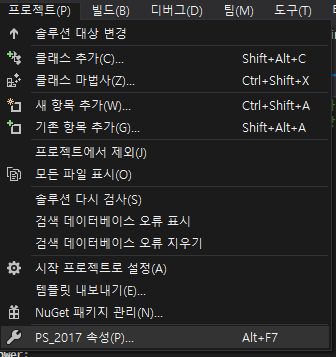 프로젝트(P) 빌드(B) 디버그(D) 팀(M) 도구(T)
솔루션 대상 변경
클래스 추가(C)... Shift+Alt+C
클래스 마법사(Z)... Ctrl+Shift+X
새 항목 추가(W)... Ctrl+Shift+A
기존 항목 추가(G)... Shift+Alt+A
프로젝트에서 제외(J)
모든 파일 표시(O)
솔루션 다시 검사(S)
검색 데이터베이스 오류 표시
검색 데이터베이스 오류 지우기
시작 프로젝트로 설정(A)
템플릿 내보내기(E)...
NuGet 패키지 관리(N)...
PS_2017 속성(P)... Alt+F7
ower: